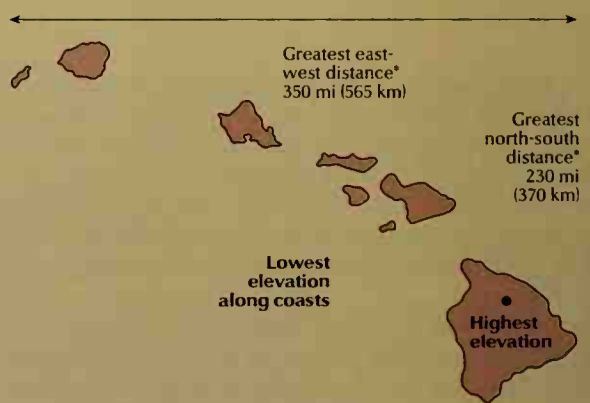 Greatest east-
west distance*
350 mi (565 km)
Greatest
north-south
distance*
230 mi
(370 km)
Lowest
elevation
along coasts
Highest
elevation